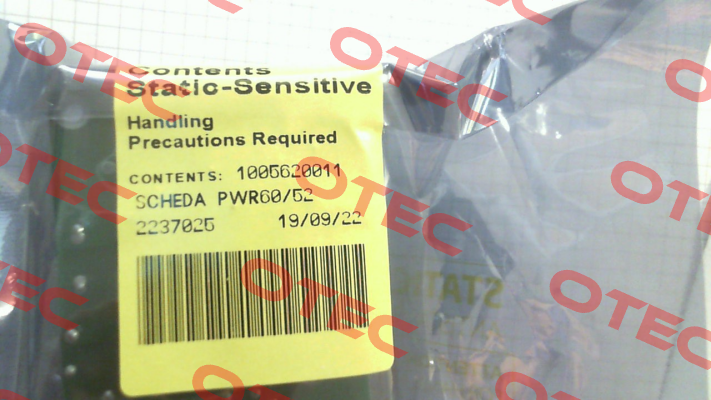 Contents
Static-Sensitive
Handling
Precautions Required
CONTENTS: 1005620011
SCHEDA PWR60/52
2237025 19/09/22
OTEC
OTEC
OTEC
OTEC
OTEC
OTEC
OTEC
OTEC
OTEC